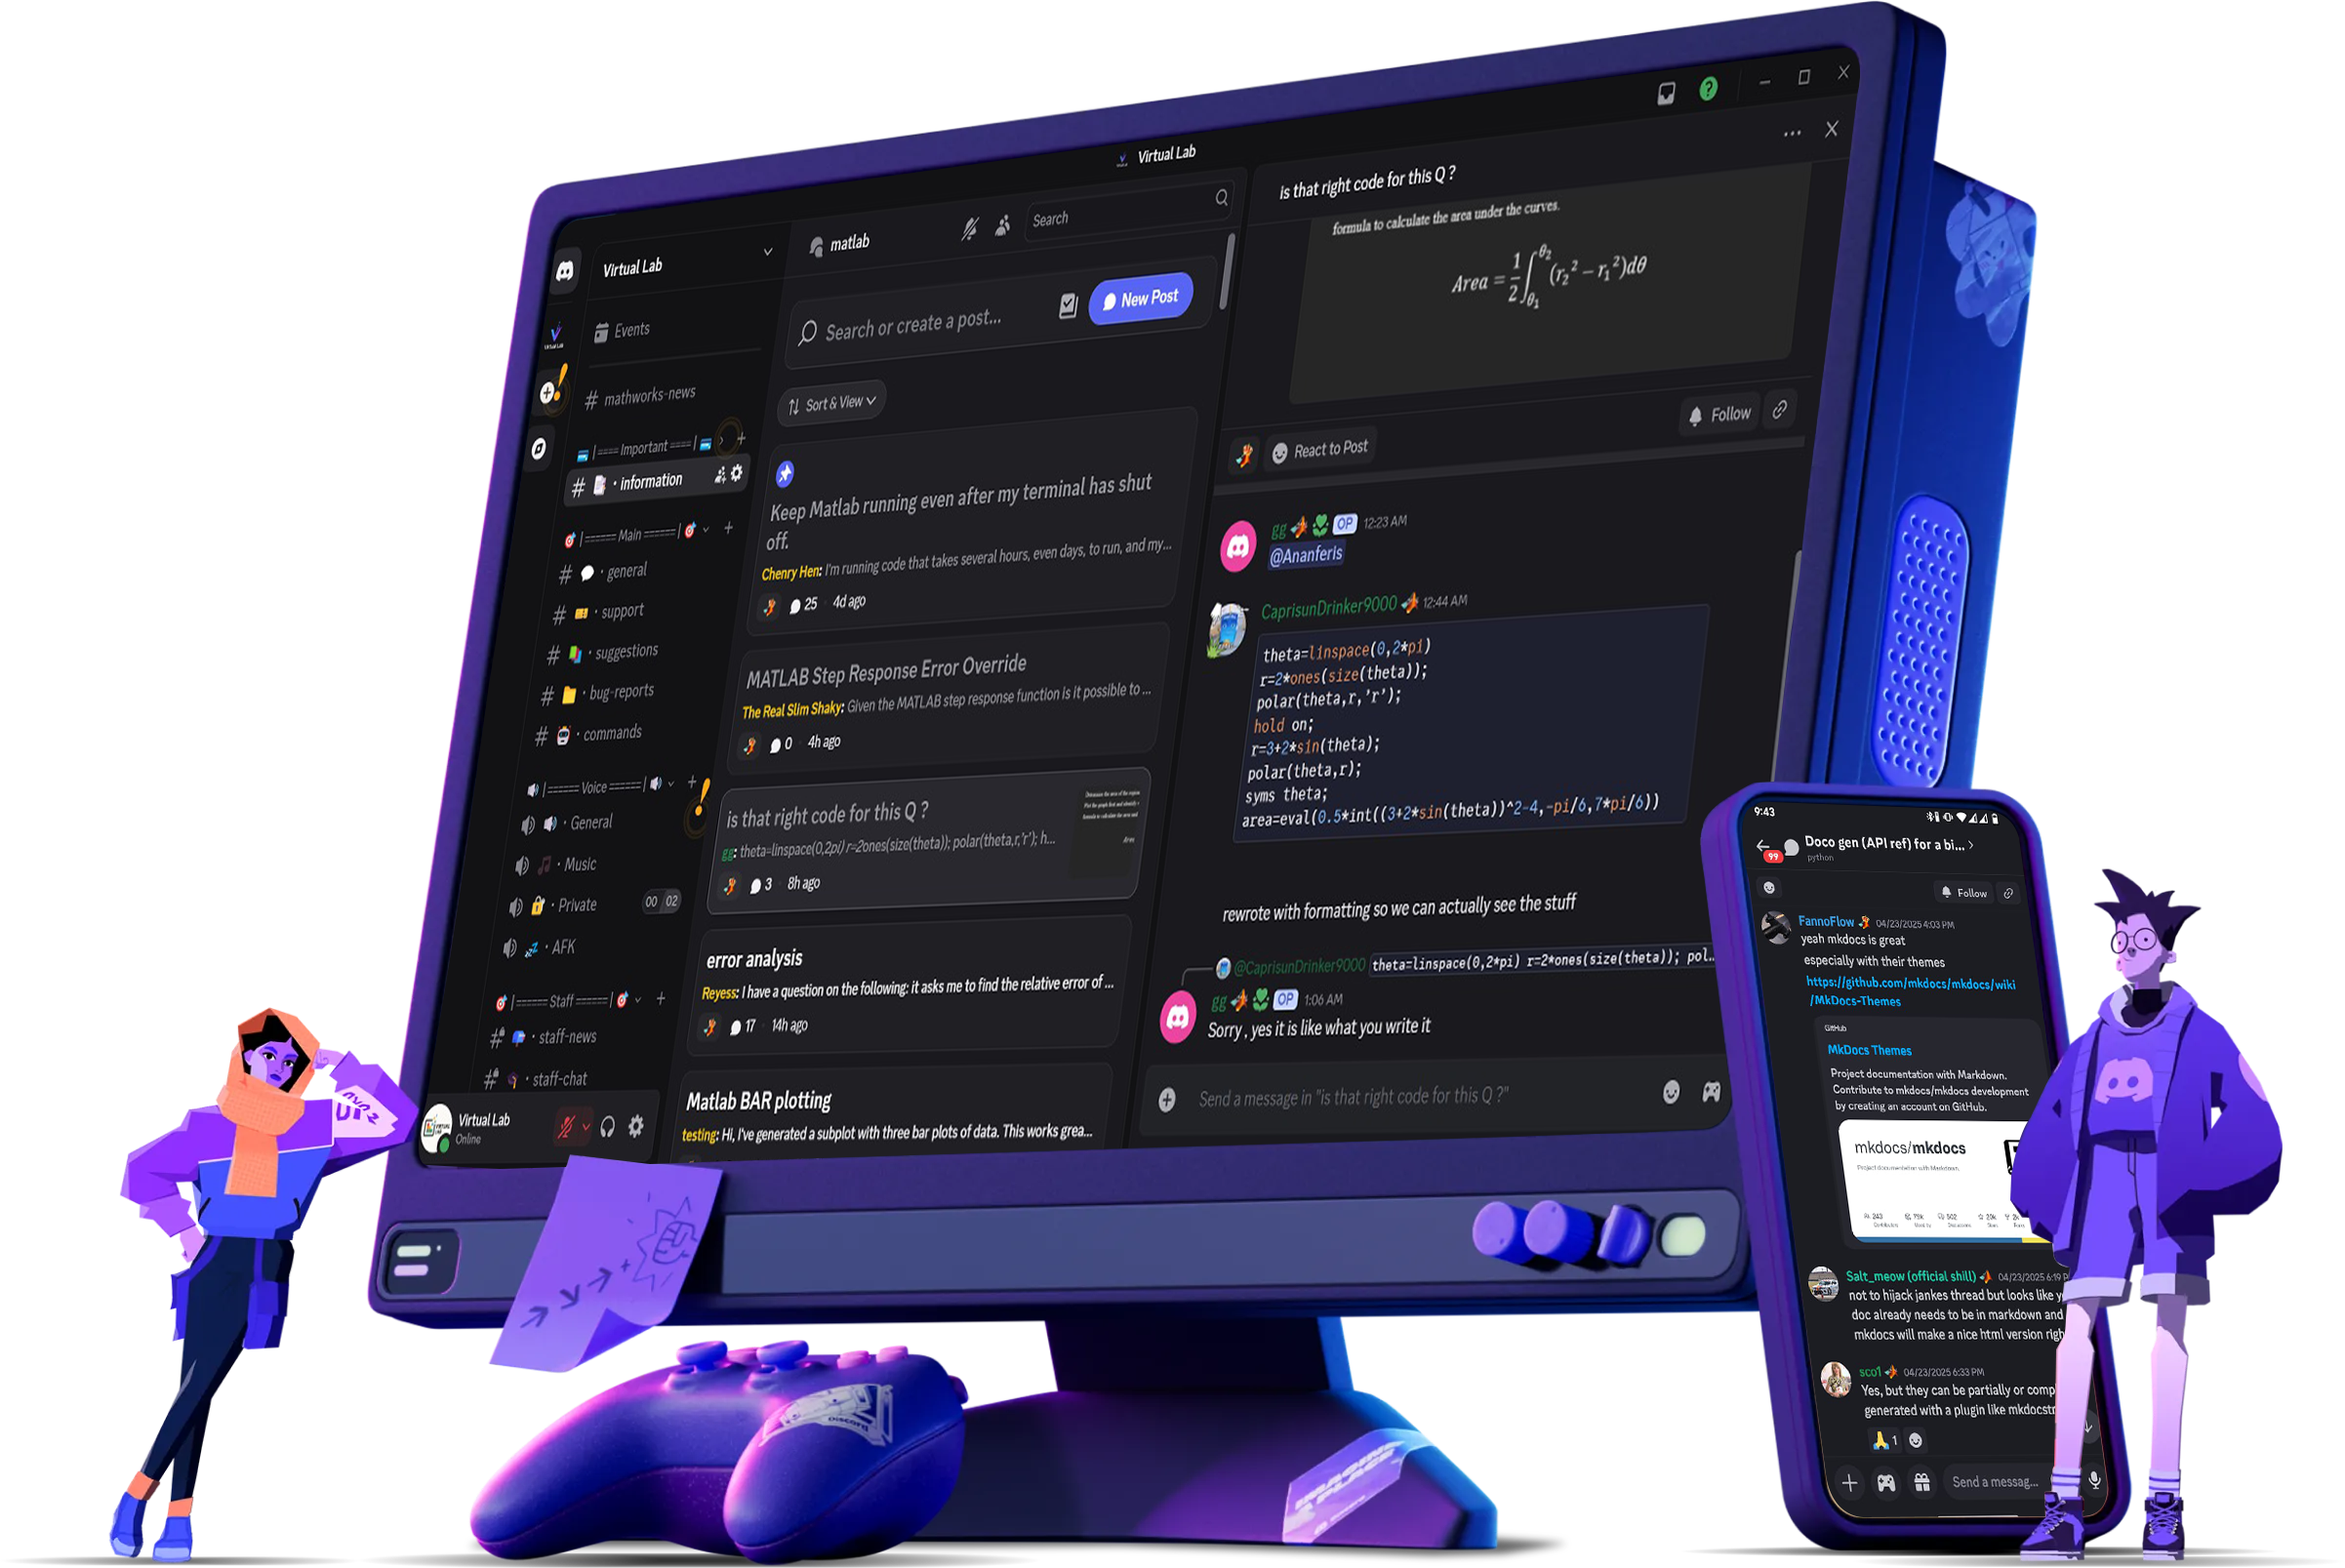 Virtual Lab
Virtual Lab
Events
# mathworks-news
|==== Important ====|
# · information
|====== Main ======|
# · general
# · support
# · suggestions
# · bug-reports
# · commands
|====== Voice ======|
· General
· Music
· Private 00 02
· AFK
|====== Staff ======|
# · staff-news
# · staff-chat
Virtual Lab
Online
matlab
Search
Search or create a post...
New Post
Sort & View
Keep Matlab running even after my terminal has shut
off.
Chenry Hen: I'm running code that takes several hours, even days, to run, and my...
25 · 4d ago
MATLAB Step Response Error Override
The Real Slim Shaky: Given the MATLAB step response function is it possible to ...
0 · 4h ago
is that right code for this Q ?
gg: theta=linspace(0,2pi) r=2ones(size(theta)); polar(theta,r,'r'); h...
3 · 8h ago
error analysis
Reyess: I have a question on the following: it asks me to find the relative error of ...
17 · 14h ago
Matlab BAR plotting
testing: Hi, I've generated a subplot with three bar plots of data. This works grea...
is that right code for this Q ?
formula to calculate the area under the curves.
Area = 1/2 ∫θ₁^θ₂ (r₂² − r₁²)dθ
Follow
React to Post
gg OP 12:23 AM
@Ananferis
CaprisunDrinker9000 12:44 AM
theta=linspace(0,2*pi)
r=2*ones(size(theta));
polar(theta,r,'r');
hold on;
r=3+2*sin(theta);
polar(theta,r);
syms theta;
area=eval(0.5*int((3+2*sin(theta))^2-4,-pi/6,7*pi/6))
rewrote with formatting so we can actually see the stuff
@CaprisunDrinker9000 theta=linspace(0,2*pi) r=2*ones(size(theta)); pol...
gg OP 1:06 AM
Sorry , yes it is like what you write it
Send a message in "is that right code for this Q ?"
9:43
99
Doco gen (API ref) for a bi... >
python
Follow
FannoFlow 04/23/2025 4:03 PM
yeah mkdocs is great
especially with their themes
https://github.com/mkdocs/mkdocs/wiki
/MkDocs-Themes
GitHub
MkDocs Themes
Project documentation with Markdown.
Contribute to mkdocs/mkdocs development
by creating an account on GitHub.
mkdocs/mkdocs
Project documentation with Markdown.
Salt_meow (official shill) 04/23/2025 6:19
not to hijack jankes thread but looks like
doc already needs to be in markdown and
mkdocs will make a nice html version
sco1 04/23/2025 6:33 PM
Yes, but they can be partially or comp
generated with a plugin like mkdocst
1
Send a messag...
Discord
IMAGINE
A PLACE